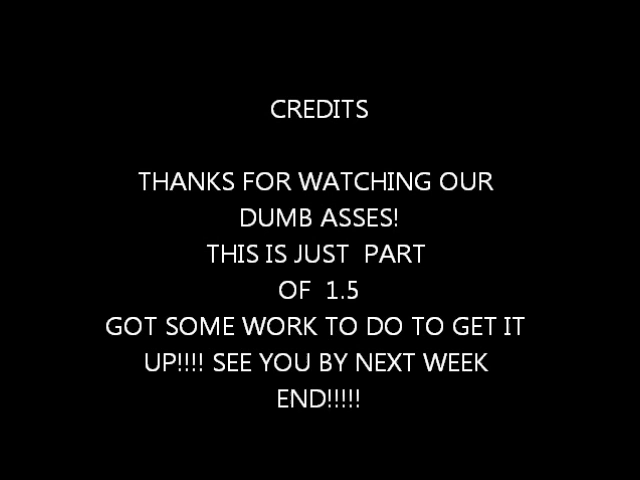 CREDITS
THANKS FOR WATCHING OUR
DUMB ASSES!
THIS IS JUST  PART
OF  1.5
GOT SOME WORK TO DO TO GET IT
UP!!!! SEE YOU BY NEXT WEEK
END!!!!!